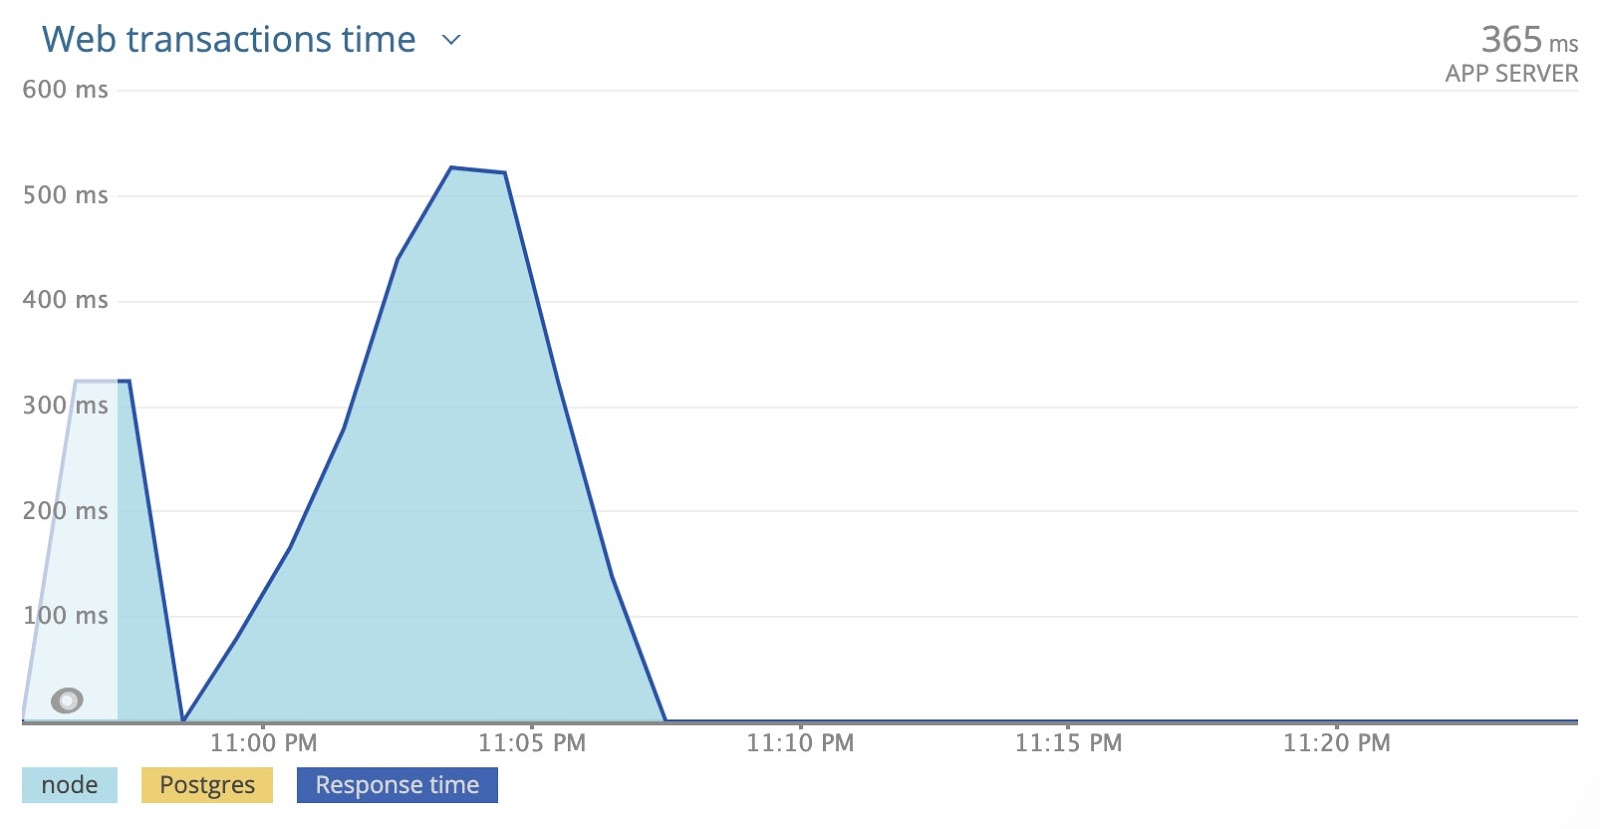 Web transactions time
365 ms
APP SERVER
600 ms
500 ms
400 ms
300 ms
200 ms
100 ms
11:00 PM 11:05 PM 11:10 PM 11:15 PM 11:20 PM
node Postgres Response time